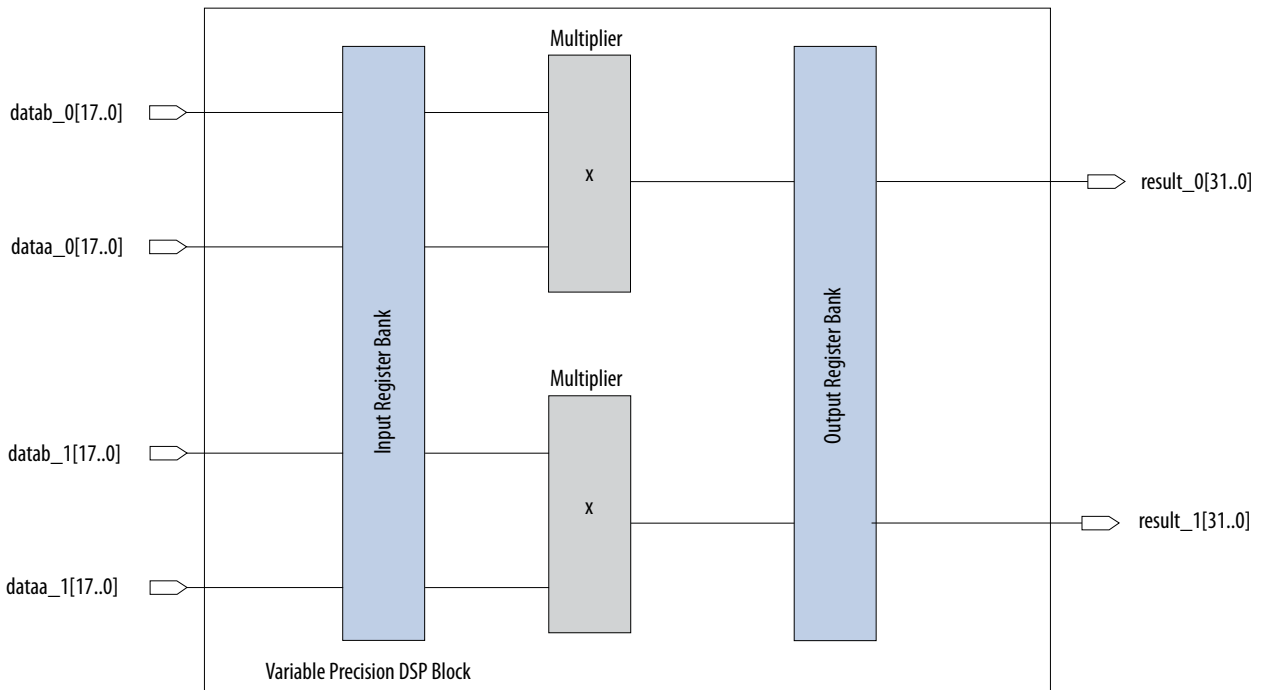 Multiplier
datab_0[17..0]
x
result_0[31..0]
dataa_0[17..0]
Input Register Bank
Output Register Bank
Multiplier
datab_1[17..0]
x
result_1[31..0]
dataa_1[17..0]
Variable Precision DSP Block